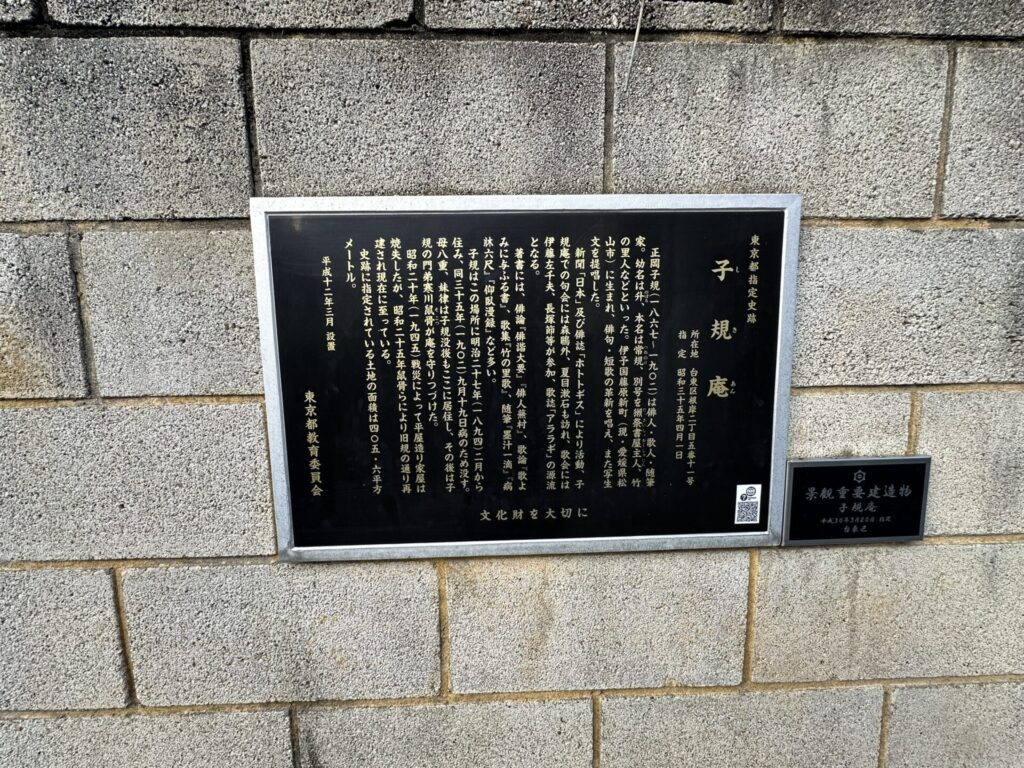 東京都指定史跡
子規庵
し き あん
所在地 台東区根岸二丁目五番十一号
指定 昭和三十五年四月一日
正岡子規(一八六七~一九〇二)は俳人・歌人・随筆
家。幼名は升、本名は常規、別号を獺祭書屋主人、竹
の里人などといった。伊予国藤原新町(現・愛媛県松
山市)に生まれ、俳句・短歌の革新を唱え、また写生
文を提唱した。
新聞「日本」及び俳誌「ホトトギス」により活動、子
規庵での句会には森鷗外、夏目漱石も訪れ、歌会には
伊藤左千夫、長塚節等が参加、歌誌「アララギ」の源流
となる。
著書には、俳論「俳諧大要」「俳人蕪村」、歌論「歌よ
みに与ふる書」、歌集「竹の里歌」、随筆「墨汁一滴」「病
牀六尺」「仰臥漫録」など多い。
子規はこの場所に明治二十七年(一八九四)二月から
住み、同三十五年(一九〇二)九月十九日病のため没す。
母八重、妹律は子規没後もここに居住し、その後は子
規の門弟寒川鼠骨が庵を守りつづけた。
昭和二十年(一九四五)戦災によって平屋造り家屋は
焼失したが、昭和二十五年鼠骨らにより旧規の通り再
建され現在に至っている。
史跡に指定されている土地の面積は四〇五・六平方
メートル。
平成十二年三月 設置
東京都教育委員会
文化財を大切に
景観重要建造物
子規庵
平成30年3月20日 指定
台東区